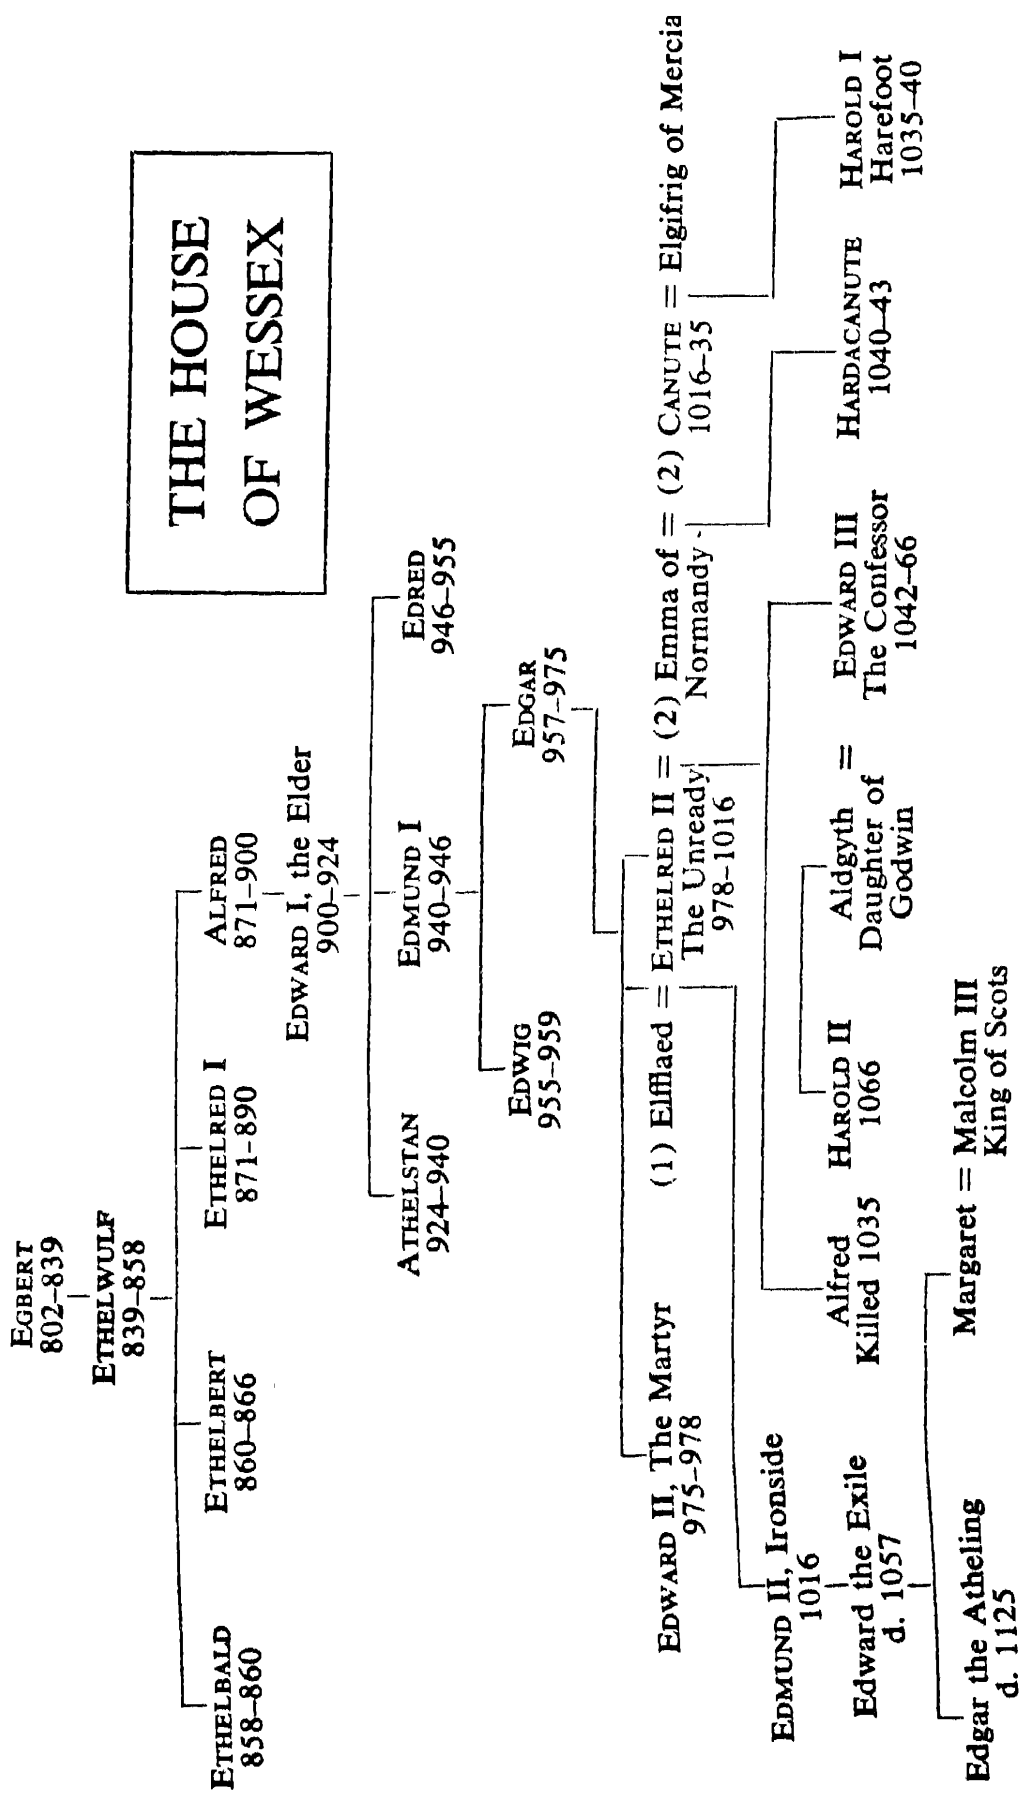 THE HOUSE
OF WESSEX
EGBERT
802–839
ETHELWULF
839–858
ETHELBALD
858–860
ETHELBERT
860–866
ETHELRED I
871–890
ALFRED
871–900
EDWARD I, the Elder
900–924
ATHELSTAN
924–940
EDMUND I
940–946
EDRED
946–955
EDWIG
955–959
EDGAR
957–975
EDWARD II, The Martyr
975–978
(1) Elfflaed = ETHELRED II = (2) Emma of = (2) CANUTE = Elgifrig of Mercia
The Unready
978–1016
Normandy
1016–35
EDMUND II, Ironside
1016
Edward the Exile
d. 1057
Alfred
Killed 1035
HAROLD II
1066
Aldgyth =
Daughter of
Godwin
EDWARD III
The Confessor
1042–66
HARDACANUTE
1040–43
HAROLD I
Harefoot
1035–40
Edgar the Atheling
d. 1125
Margaret = Malcolm III
King of Scots